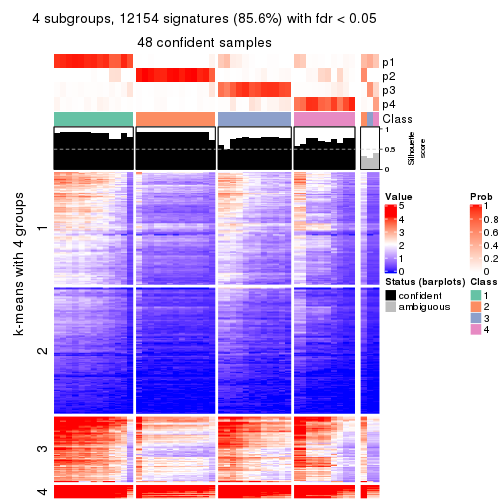 4 subgroups, 12154 signatures (85.6%) with fdr < 0.05
48 confident samples
p1
p2
p3
p4
Class
1
0.5
0
Silhouette
score
k-means with 4 groups
1
2
3
4
Value
5
4
3
2
1
0
Prob
1
0.8
0.6
0.4
0.2
0
Status (barplots)
confident
ambiguous
Class
1
2
3
4